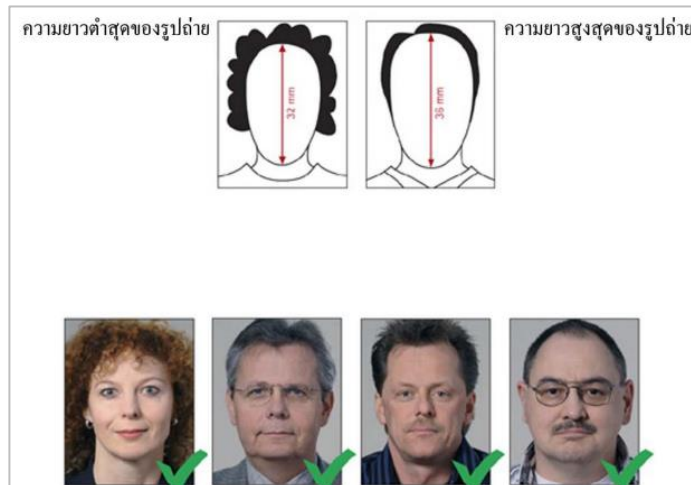 ความยาวต่ำสุดของรูปถ่าย
ความยาวสูงสุดของรูปถ่าย
32 mm
36 mm